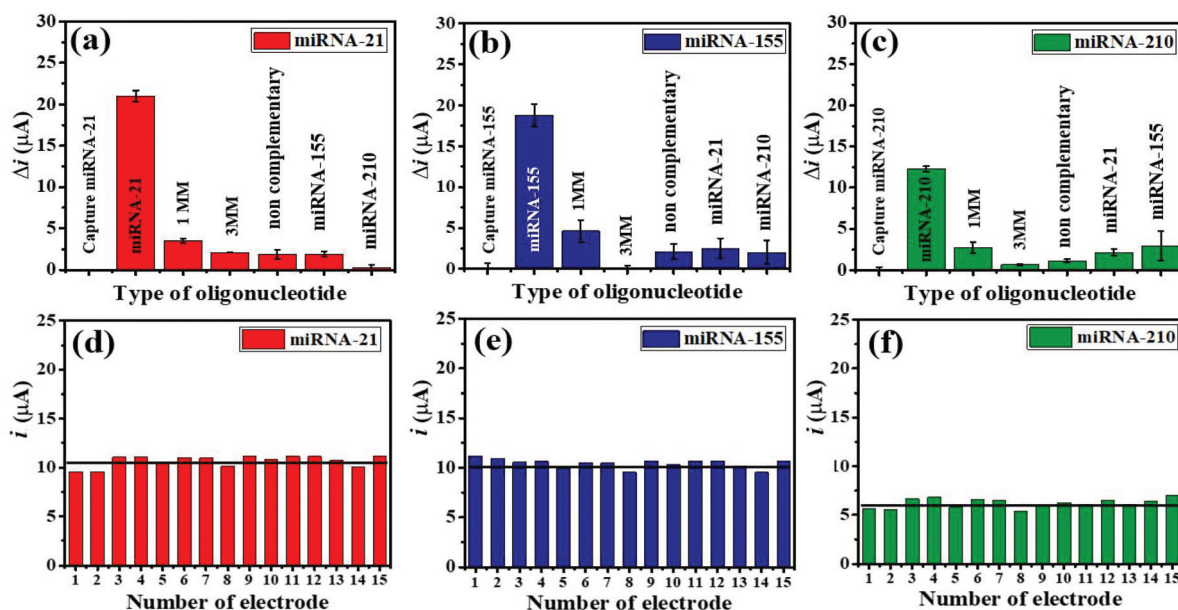 (a)
miRNA-21
30
25
20
15
10
5
0
Δi (μA)
Capture miRNA-21
miRNA-21
1 MM
3MM
non complementary
miRNA-155
miRNA-210
Type of oligonucleotide
(b)
miRNA-155
30
25
20
15
10
5
0
Δi (μA)
Capture miRNA-155
miRNA-155
1MM
3MM
non complementary
miRNA-21
miRNA-210
Type of oligonucleotide
(c)
miRNA-210
30
25
20
15
10
5
0
Δi (μA)
Capture miRNA-210
miRNA-210
1MM
3MM
non complementary
miRNA-21
miRNA-155
Type of oligonucleotide
(d)
miRNA-21
25
20
15
10
5
0
i (μA)
1 2 3 4 5 6 7 8 9 10 11 12 13 14 15
Number of electrode
(e)
miRNA-155
25
20
15
10
5
0
i (μA)
1 2 3 4 5 6 7 8 9 10 11 12 13 14 15
Number of electrode
(f)
miRNA-210
25
20
15
10
5
0
i (μA)
1 2 3 4 5 6 7 8 9 10 11 12 13 14 15
Number of electrode